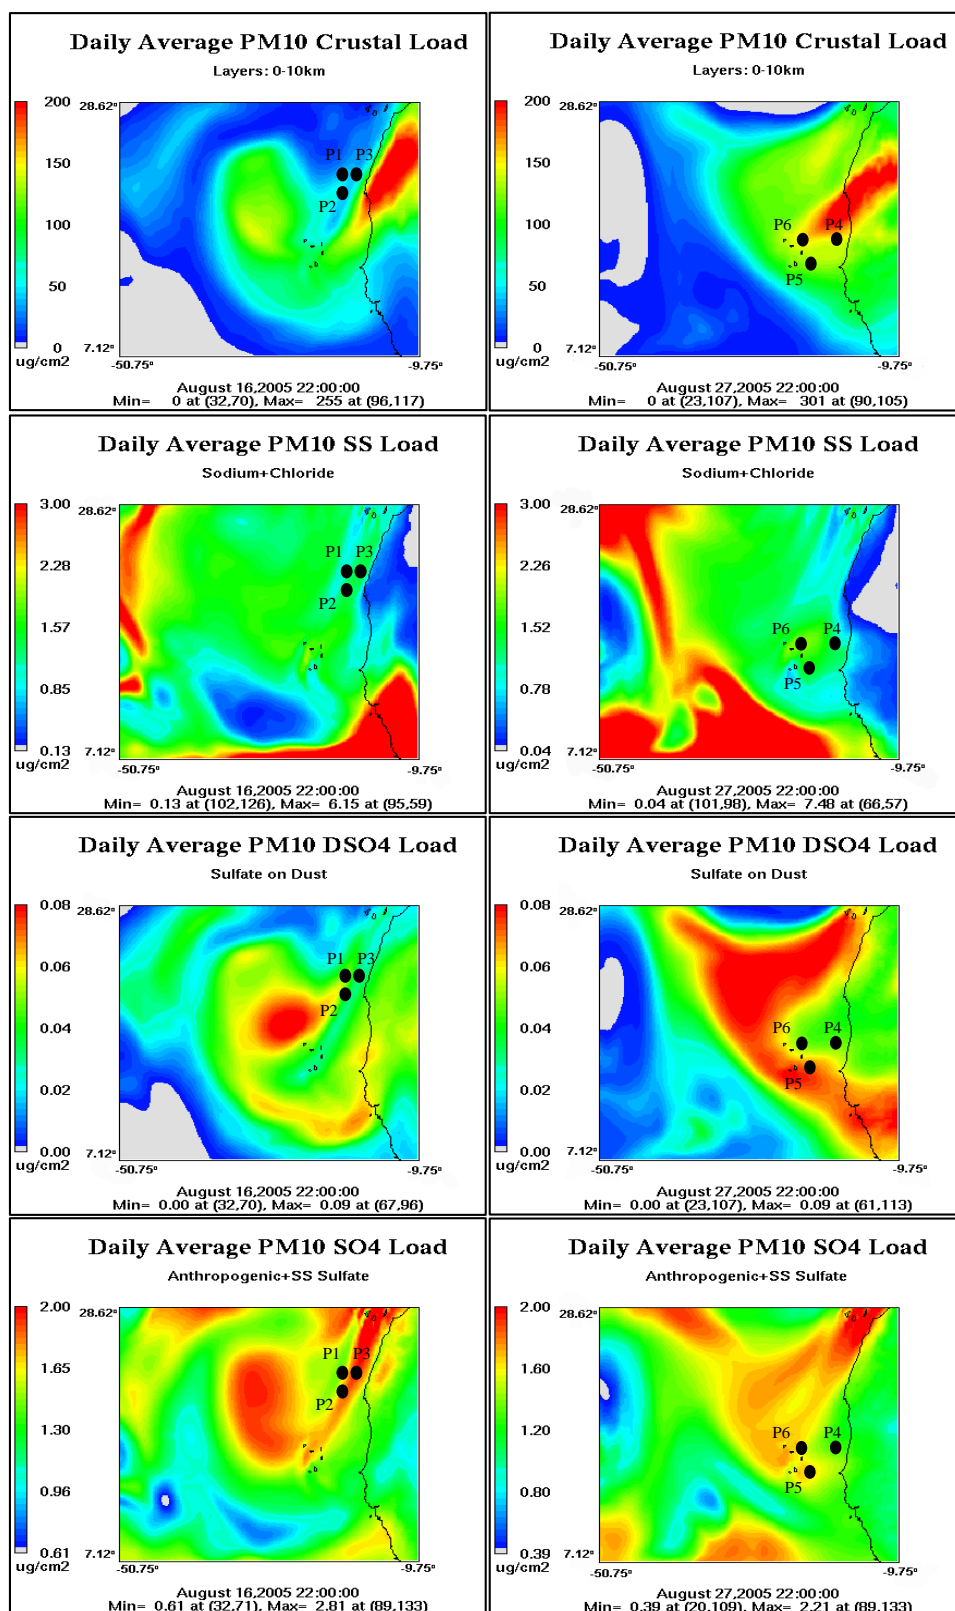 Daily Average PM10 Crustal Load
Layers: 0-10km
200
150
100
50
0
ug/cm2
28.62°
7.12°
-50.75°
-9.75°
P1
P3
P2
August 16,2005 22:00:00
Min= 0 at (32,70), Max= 255 at (96,117)
Daily Average PM10 Crustal Load
Layers: 0-10km
200
150
100
50
0
ug/cm2
28.62°
7.12°
-50.75°
-9.75°
P6
P4
P5
August 27,2005 22:00:00
Min= 0 at (23,107), Max= 301 at (90,105)
Daily Average PM10 SS Load
Sodium+Chloride
3.00
2.28
1.57
0.85
0.13
ug/cm2
28.62°
7.12°
-50.75°
-9.75°
P1
P3
P2
August 16,2005 22:00:00
Min= 0.13 at (102,126), Max= 6.15 at (95,59)
Daily Average PM10 SS Load
Sodium+Chloride
3.00
2.26
1.52
0.78
0.04
ug/cm2
28.62°
7.12°
-50.75°
-9.75°
P6
P4
P5
August 27,2005 22:00:00
Min= 0.04 at (101,98), Max= 7.48 at (66,57)
Daily Average PM10 DSO4 Load
Sulfate on Dust
0.08
0.06
0.04
0.02
0.00
ug/cm2
28.62°
7.12°
-50.75°
-9.75°
P1
P3
P2
August 16,2005 22:00:00
Min= 0.00 at (32,70), Max= 0.09 at (67,96)
Daily Average PM10 DSO4 Load
Sulfate on Dust
0.08
0.06
0.04
0.02
0.00
ug/cm2
28.62°
7.12°
-50.75°
-9.75°
P6
P4
P5
August 27,2005 22:00:00
Min= 0.00 at (23,107), Max= 0.09 at (61,113)
Daily Average PM10 SO4 Load
Anthropogenic+SS Sulfate
2.00
1.65
1.30
0.96
0.61
ug/cm2
28.62°
7.12°
-50.75°
-9.75°
P1
P3
P2
August 16,2005 22:00:00
Min= 0.61 at (32,71), Max= 2.81 at (89,133)
Daily Average PM10 SO4 Load
Anthropogenic+SS Sulfate
2.00
1.60
1.20
0.80
0.39
ug/cm2
28.62°
7.12°
-50.75°
-9.75°
P6
P4
P5
August 27,2005 22:00:00
Min= 0.39 at (20,109), Max= 2.21 at (89,133)